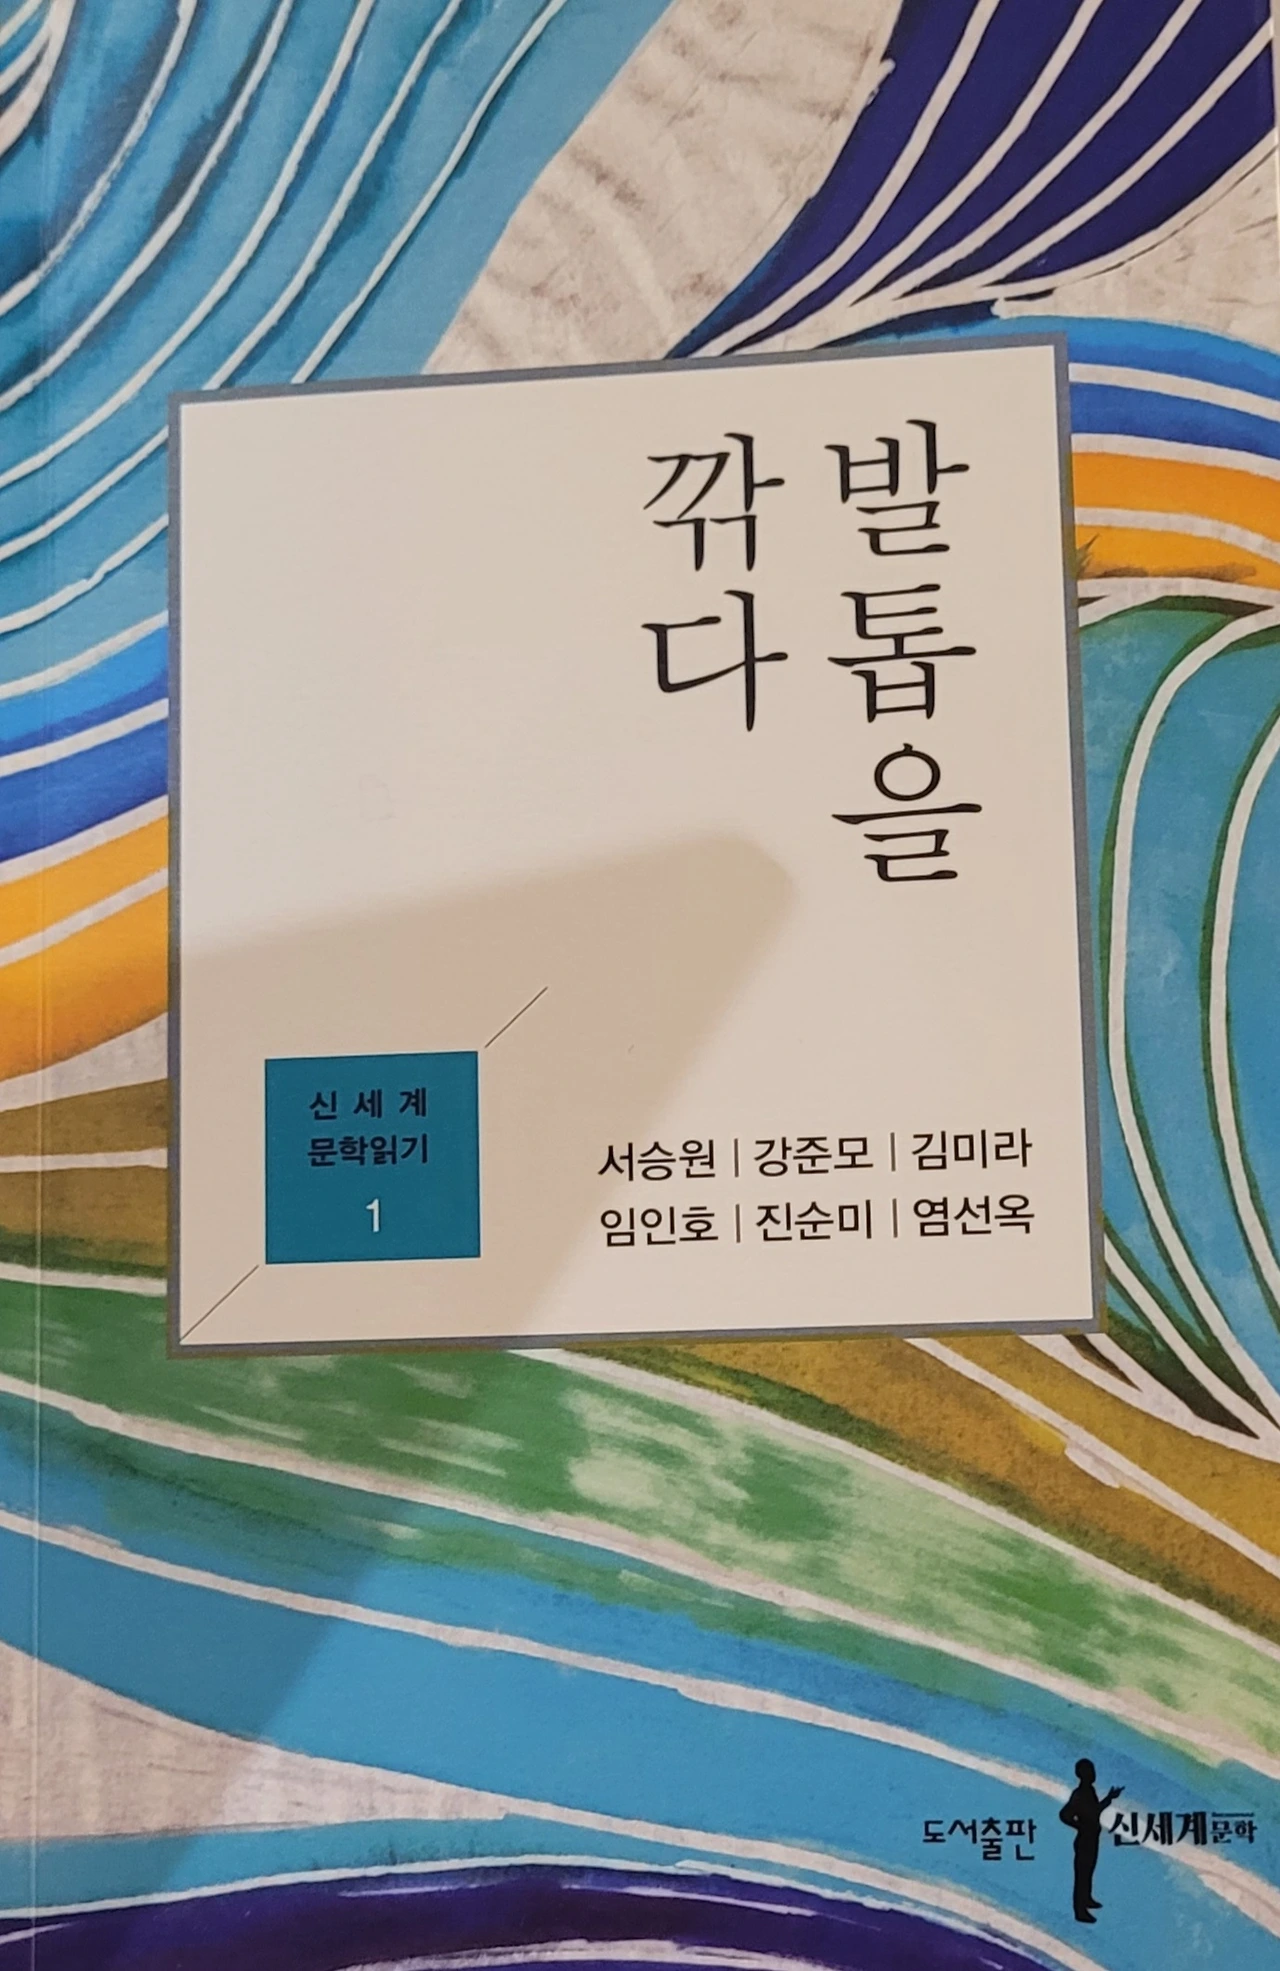 발톱을
깎다
신세계
문학읽기
1
서승원 | 강준모 | 김미라
임인호 | 진순미 | 염선옥
도서출판 신세계문학